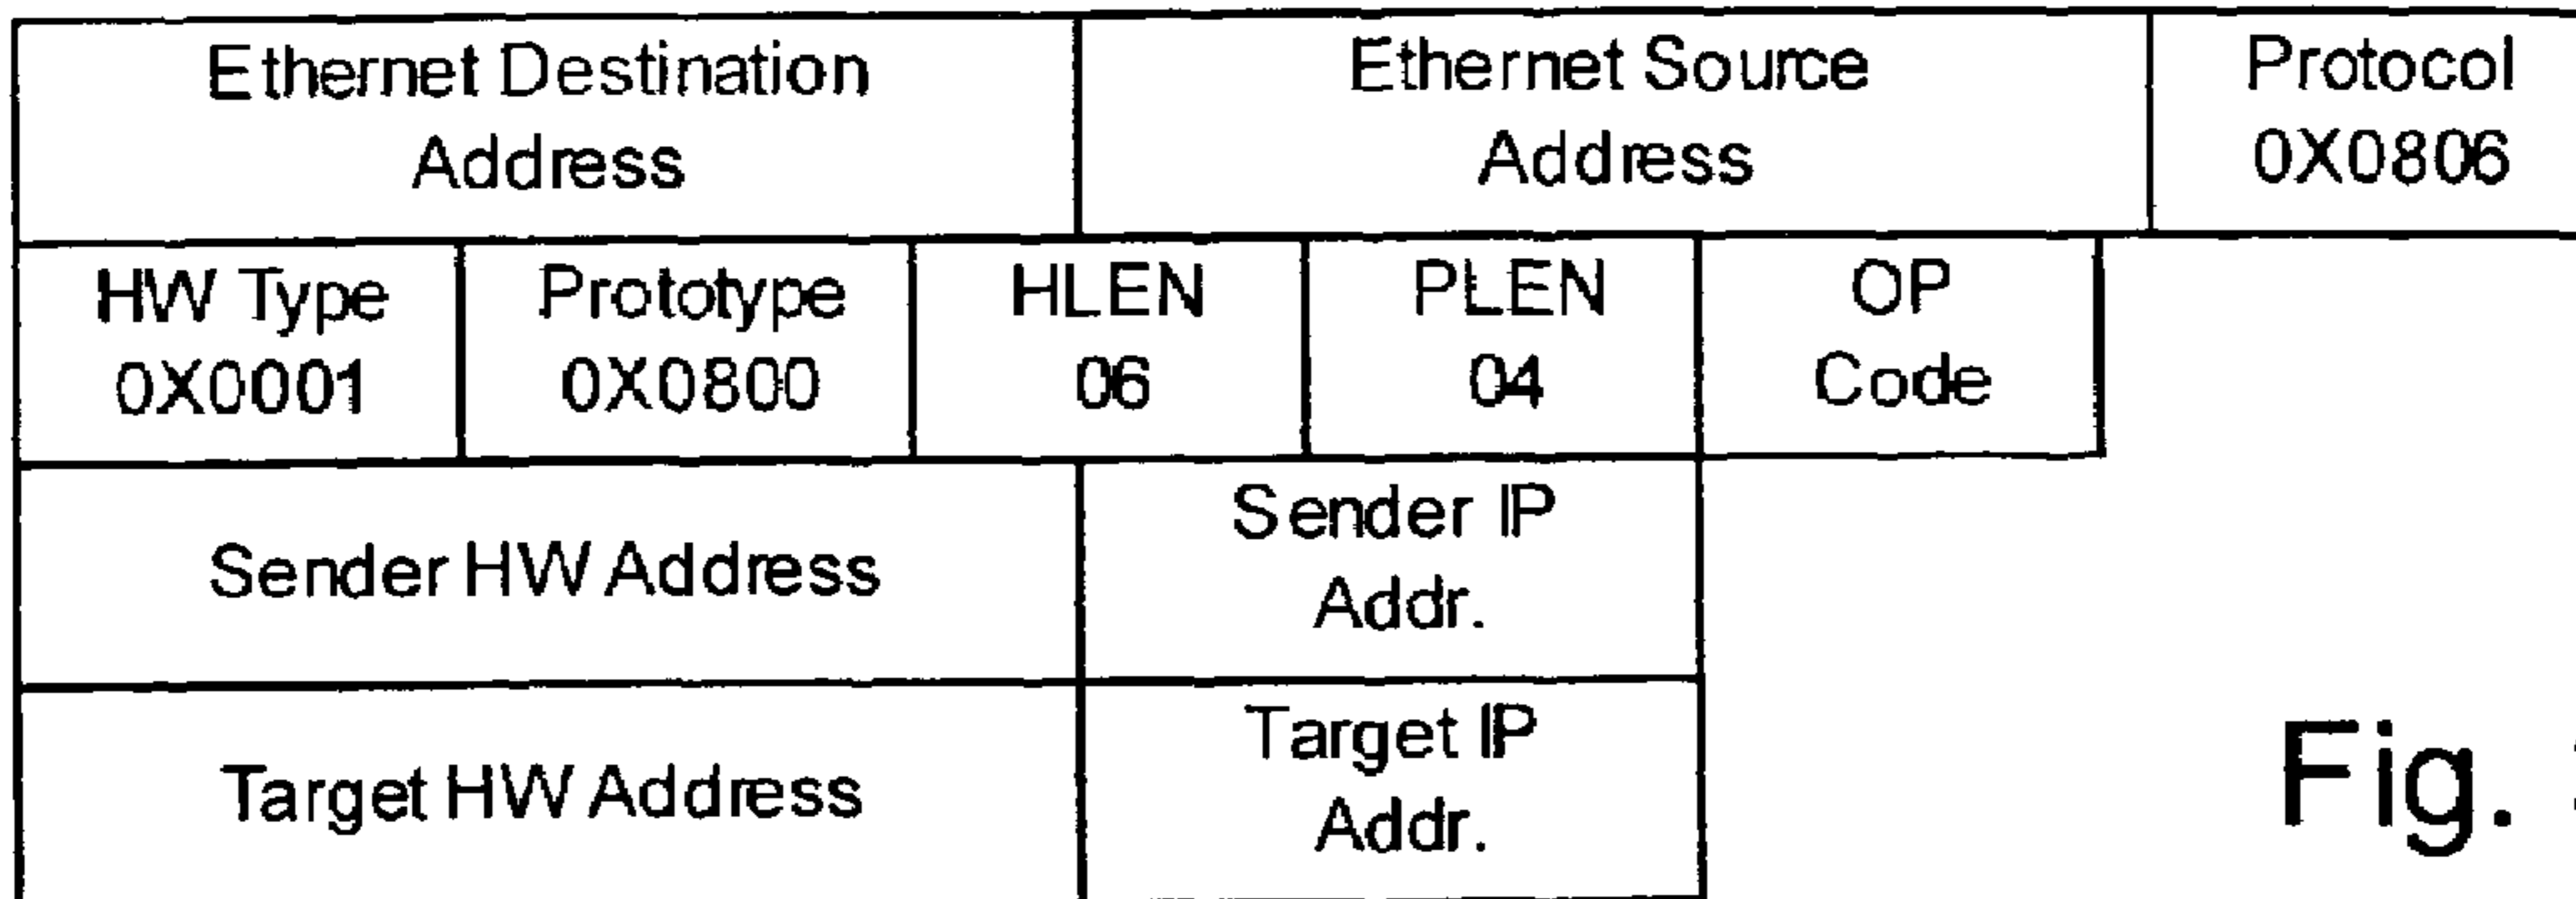 Ethernet Destination
Address
Ethernet Source
Address
Protocol
0X0806
HW Type
0X0001
Prototype
0X0800
HLEN
06
PLEN
04
OP
Code
Sender HW Address
Sender IP
Addr.
Target HW Address
Target IP
Addr.
Fig.